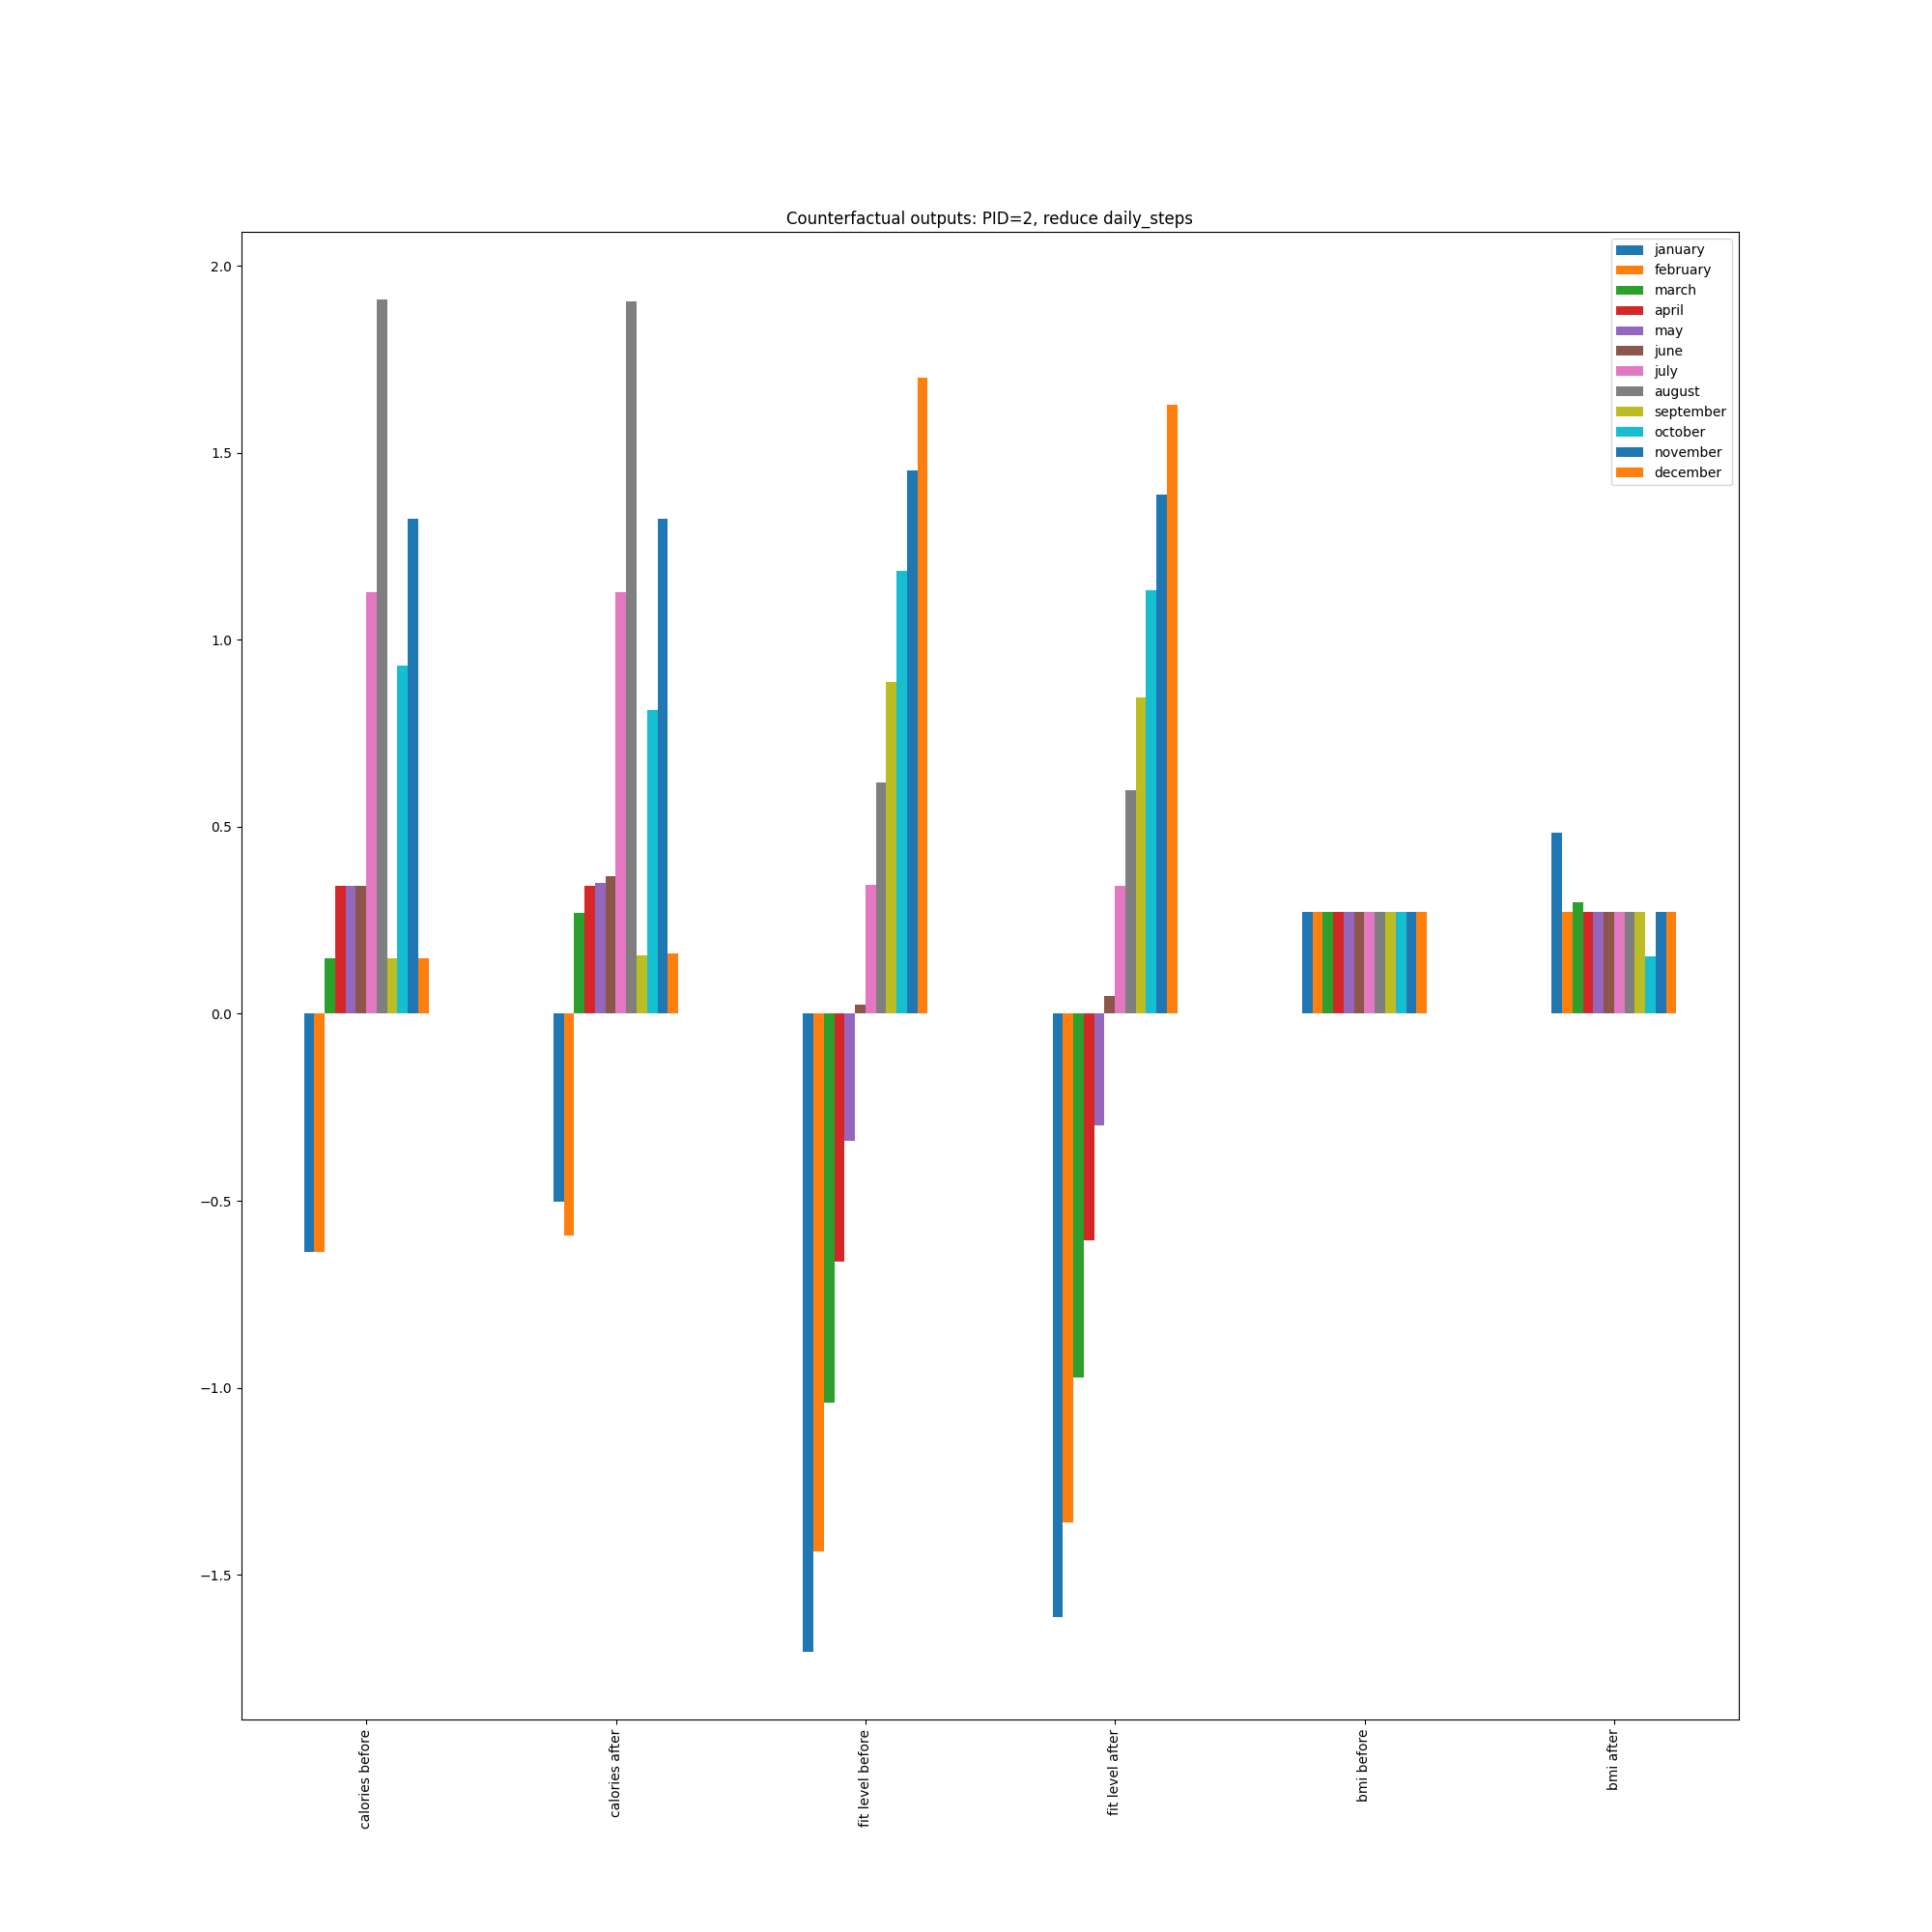 Counterfactual outputs: PID=2, reduce daily_steps
january
february
march
april
may
june
july
august
september
october
november
december
2.0
1.5
1.0
0.5
0.0
−0.5
−1.0
−1.5
calories before
calories after
fit level before
fit level after
bmi before
bmi after